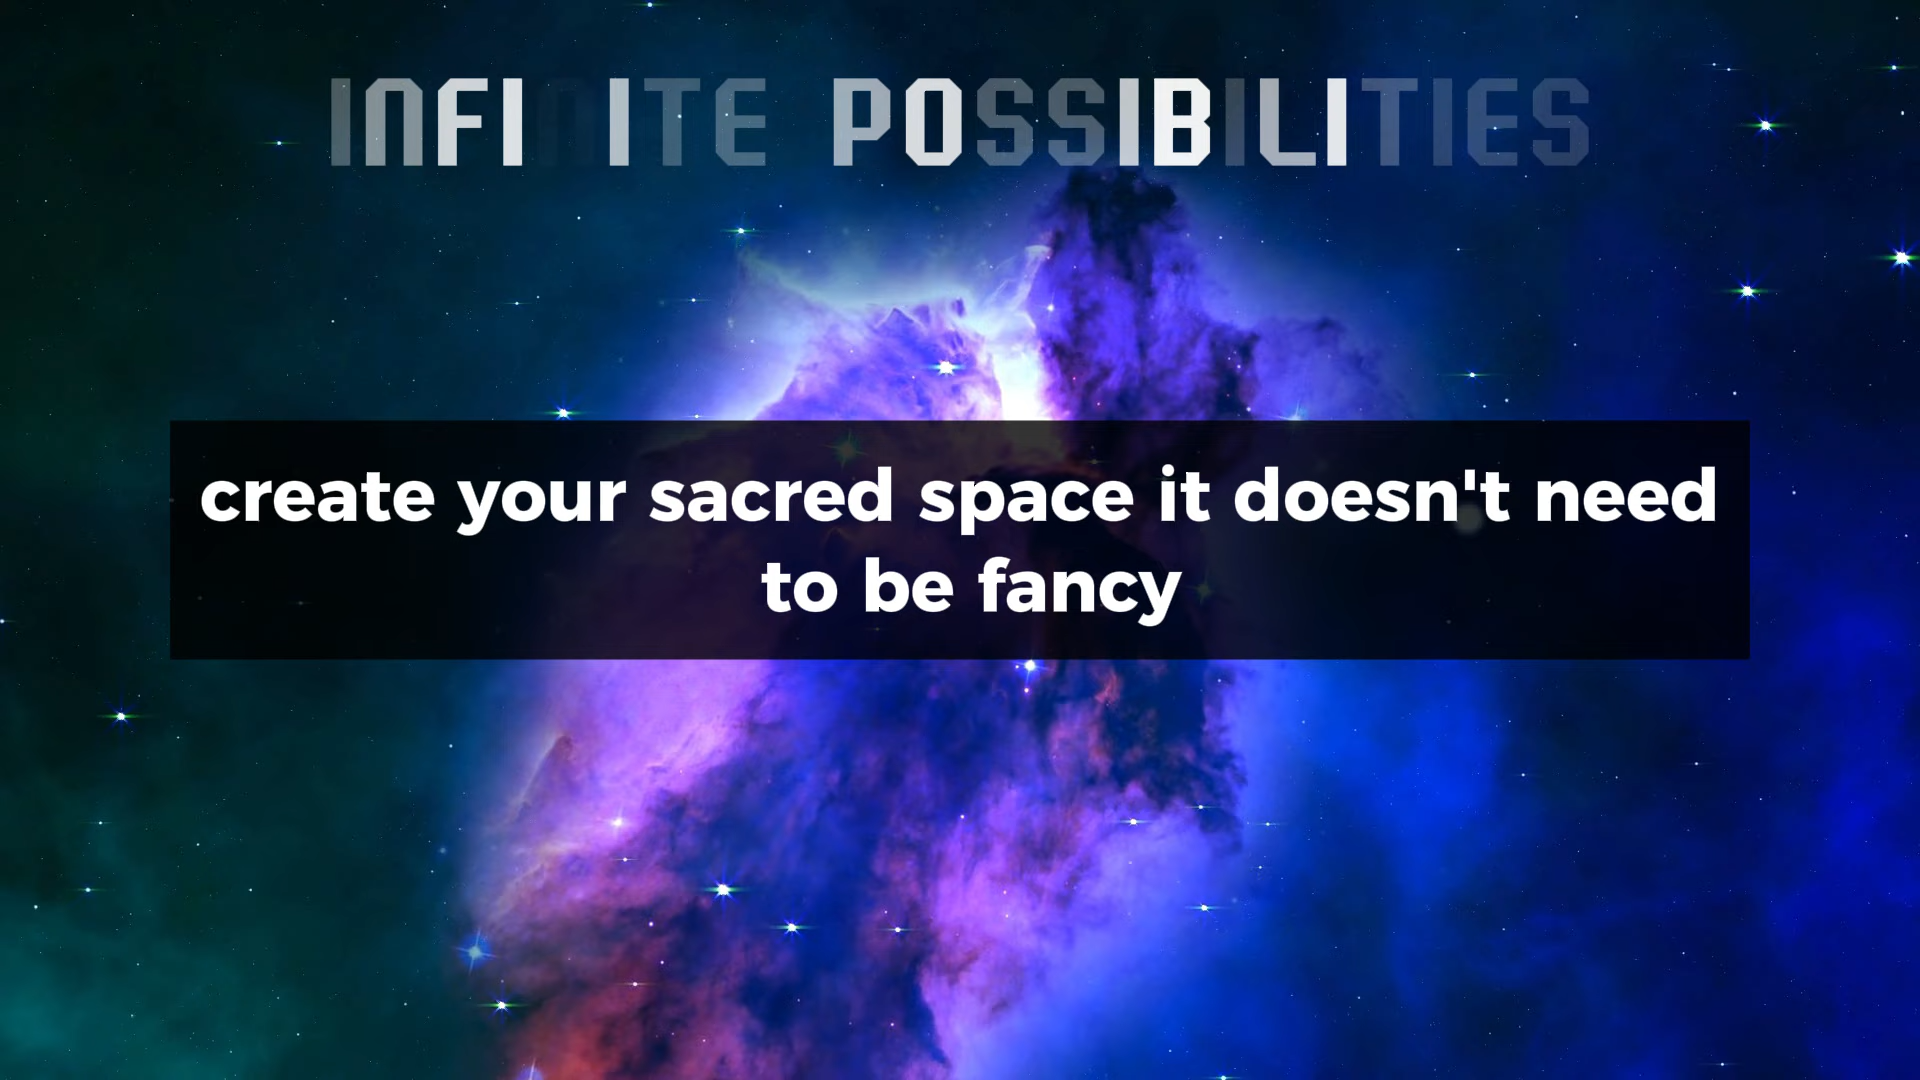 INFINITE POSSIBILITIES
create your sacred space it doesn't need
to be fancy